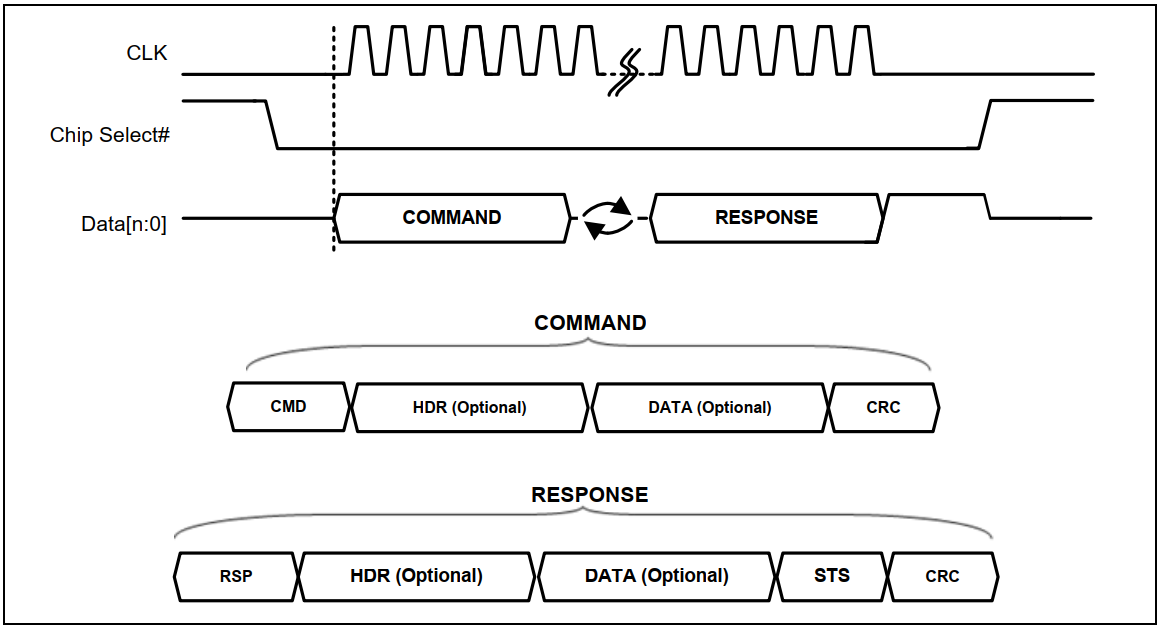 CLK
Chip Select#
Data[n:0]
COMMAND
RESPONSE
COMMAND
CMD
HDR (Optional)
DATA (Optional)
CRC
RESPONSE
RSP
HDR (Optional)
DATA (Optional)
STS
CRC